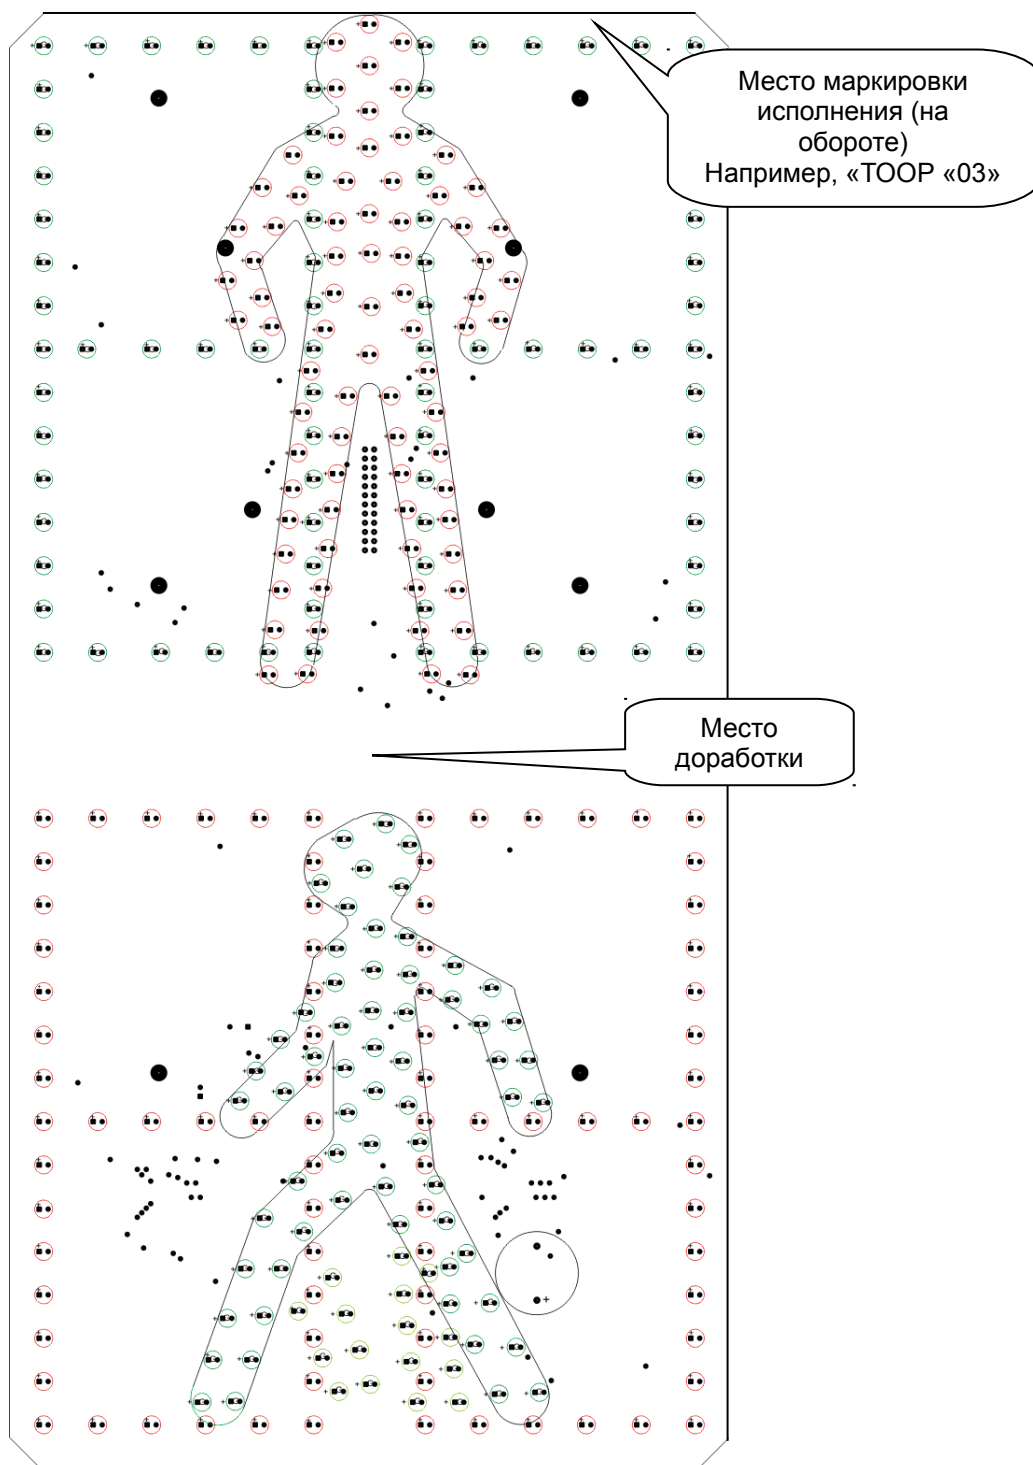 Место маркировки
исполнения (на
обороте)
Например, «ТООР «03»
Место
доработки